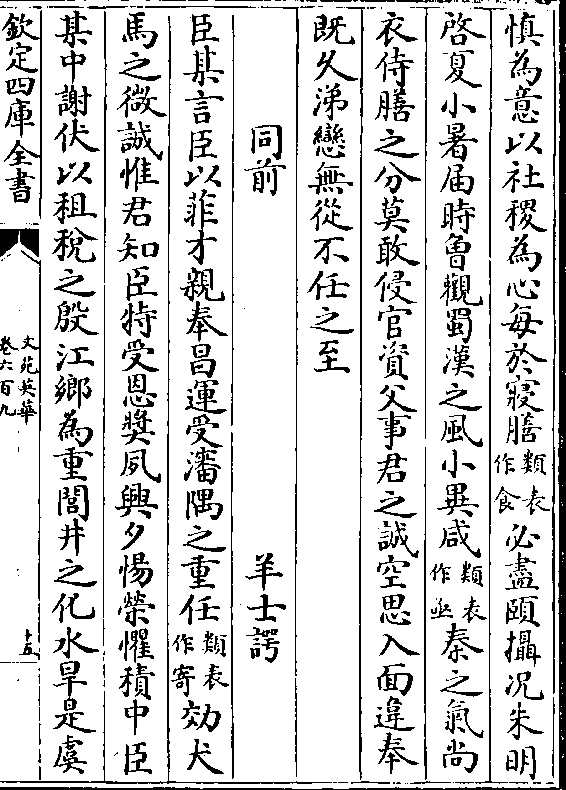 慎為意以社稷為心每於寢膳類表作食必盡頤攝况朱明
啓夏小暑届時魯觀蜀漢之風小異咸類表作亟秦之氣尚
衣侍膳之分莫敢侵官資父事君之誠空思入面違奉
既久涕戀無從不任之至
同前 羊士諤
臣某言臣以菲才親奉昌運受瀋隅之重任類表作寄効犬
馬之微誠惟君知臣特受恩奬夙興夕惕榮懼積中臣
某中謝伏以租稅之殷江鄉為重閭井之化水旱是虞
欽定四庫全書
文苑英華
卷六百九
十五